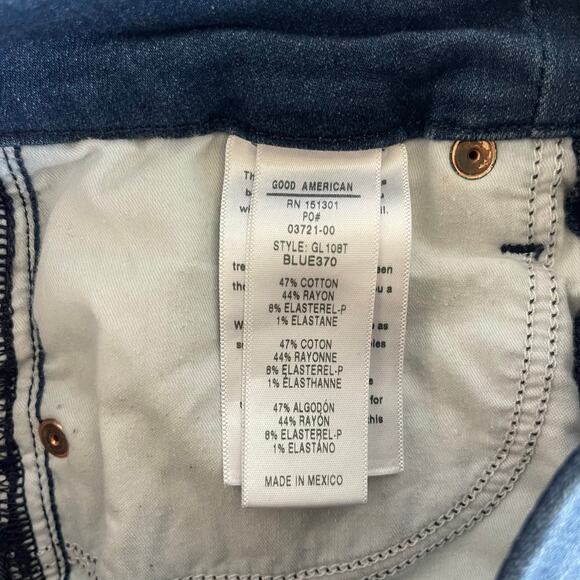 GOOD AMERICAN
RN 151301
PO#
03721-00
STYLE: GL108T
BLUE370
47% COTTON
44% RAYON
8% ELASTEREL-P
1% ELASTANE
47% COTON
44% RAYONNE
8% ELASTEREL-P
1% ÉLASTHANNE
47% ALGODÓN
44% RAYÓN
8% ELASTEREL-P
1% ELASTANO
MADE IN MEXICO